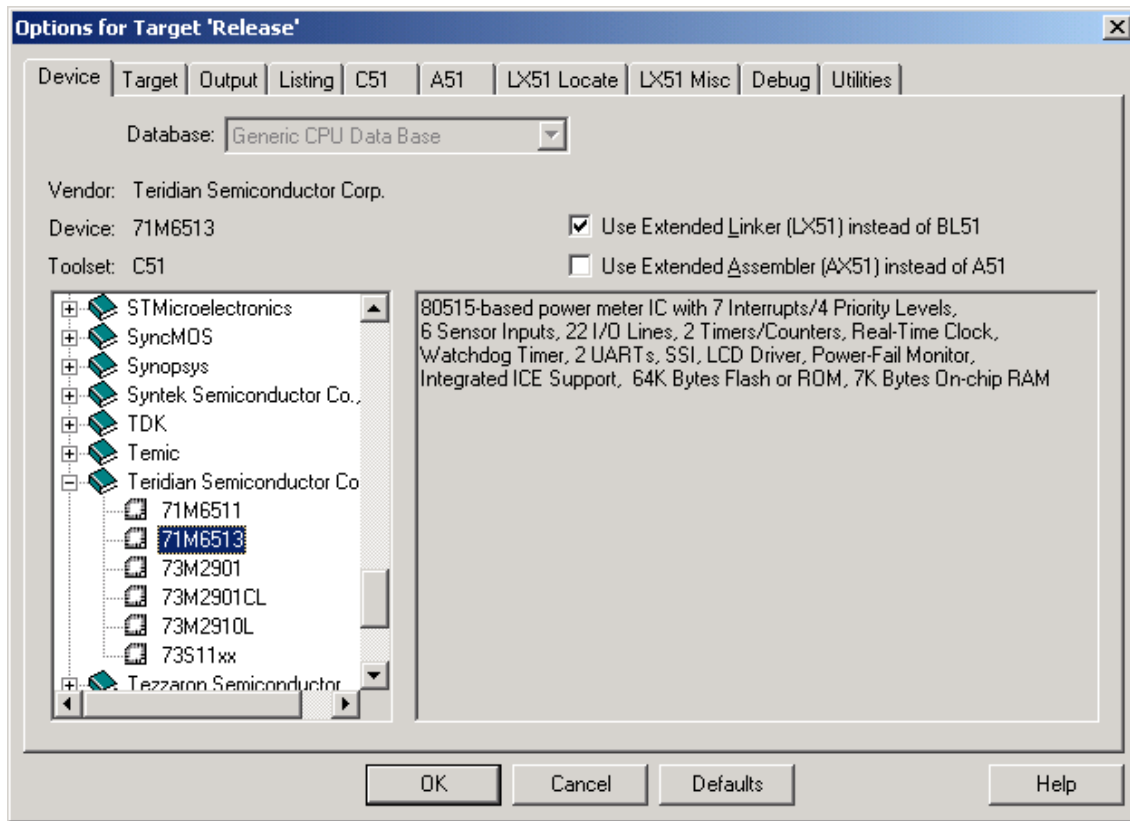 Options for Target 'Release'
Device Target Output Listing C51 A51 LX51 Locate LX51 Misc Debug Utilities
Database: Generic CPU Data Base
Vendor: Teridian Semiconductor Corp.
Device: 71M6513
Use Extended Linker (LX51) instead of BL51
Toolset: C51
Use Extended Assembler (AX51) instead of A51
STMicroelectronics
SyncMOS
Synopsys
Syntek Semiconductor Co.,
TDK
Temic
Teridian Semiconductor Co
71M6511
71M6513
73M2901
73M2901CL
73M2910L
73S11xx
Tezzaron Semiconductor
80515-based power meter IC with 7 Interrupts/4 Priority Levels,
6 Sensor Inputs, 22 I/O Lines, 2 Timers/Counters, Real-Time Clock,
Watchdog Timer, 2 UARTs, SSI, LCD Driver, Power-Fail Monitor,
Integrated ICE Support, 64K Bytes Flash or ROM, 7K Bytes On-chip RAM
OK Cancel Defaults Help